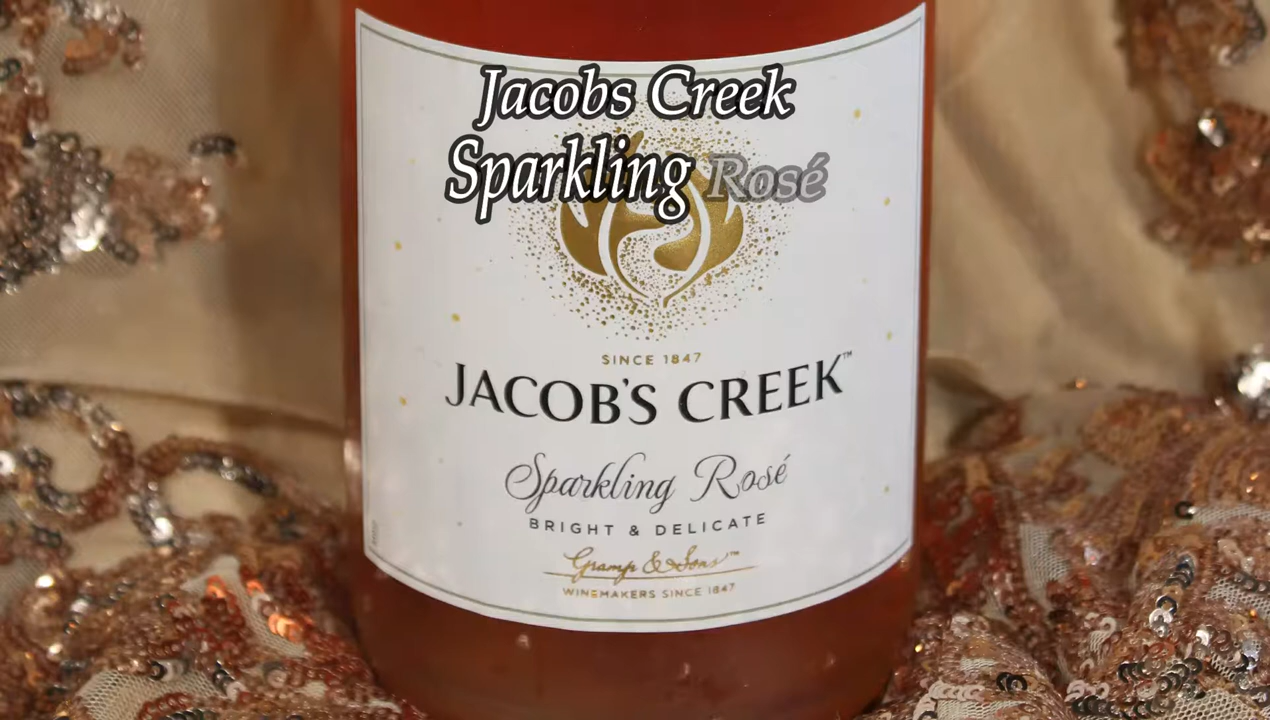 Jacobs Creek
Sparkling Rosé
SINCE 1847
JACOB'S CREEK™
Sparkling Rosé
BRIGHT & DELICATE
Gramp & Sons™
WINEMAKERS SINCE 1847